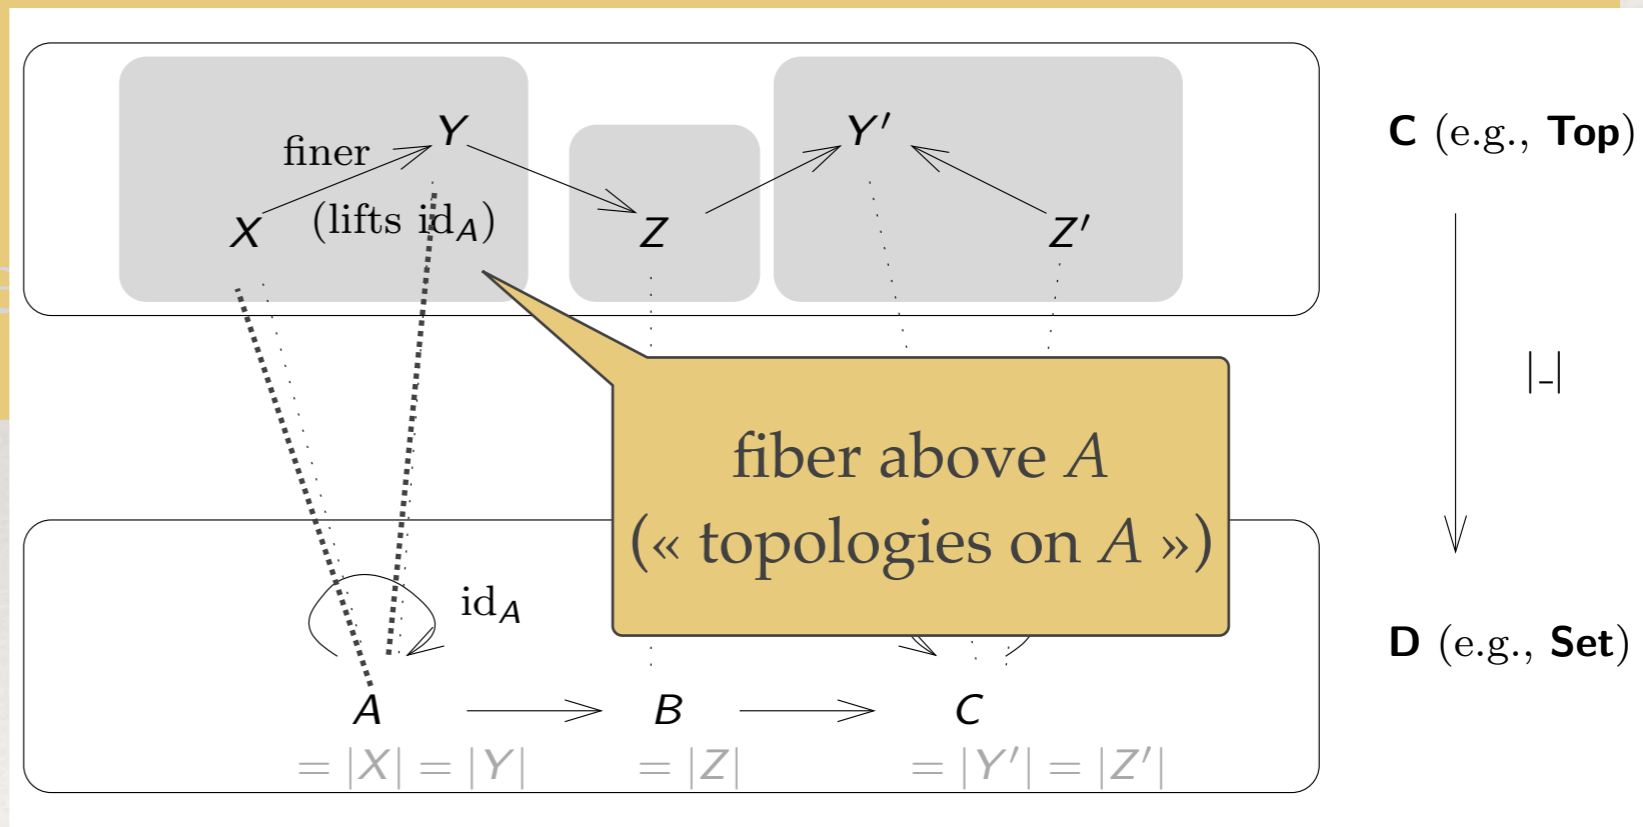 Y
Y′
C (e.g., Top)
finer
(lifts id_A)
X
Z
Z′
|_|
fiber above A
(« topologies on A »)
id_A
D (e.g., Set)
A
B
C
= |X| = |Y|
= |Z|
= |Y′| = |Z′|